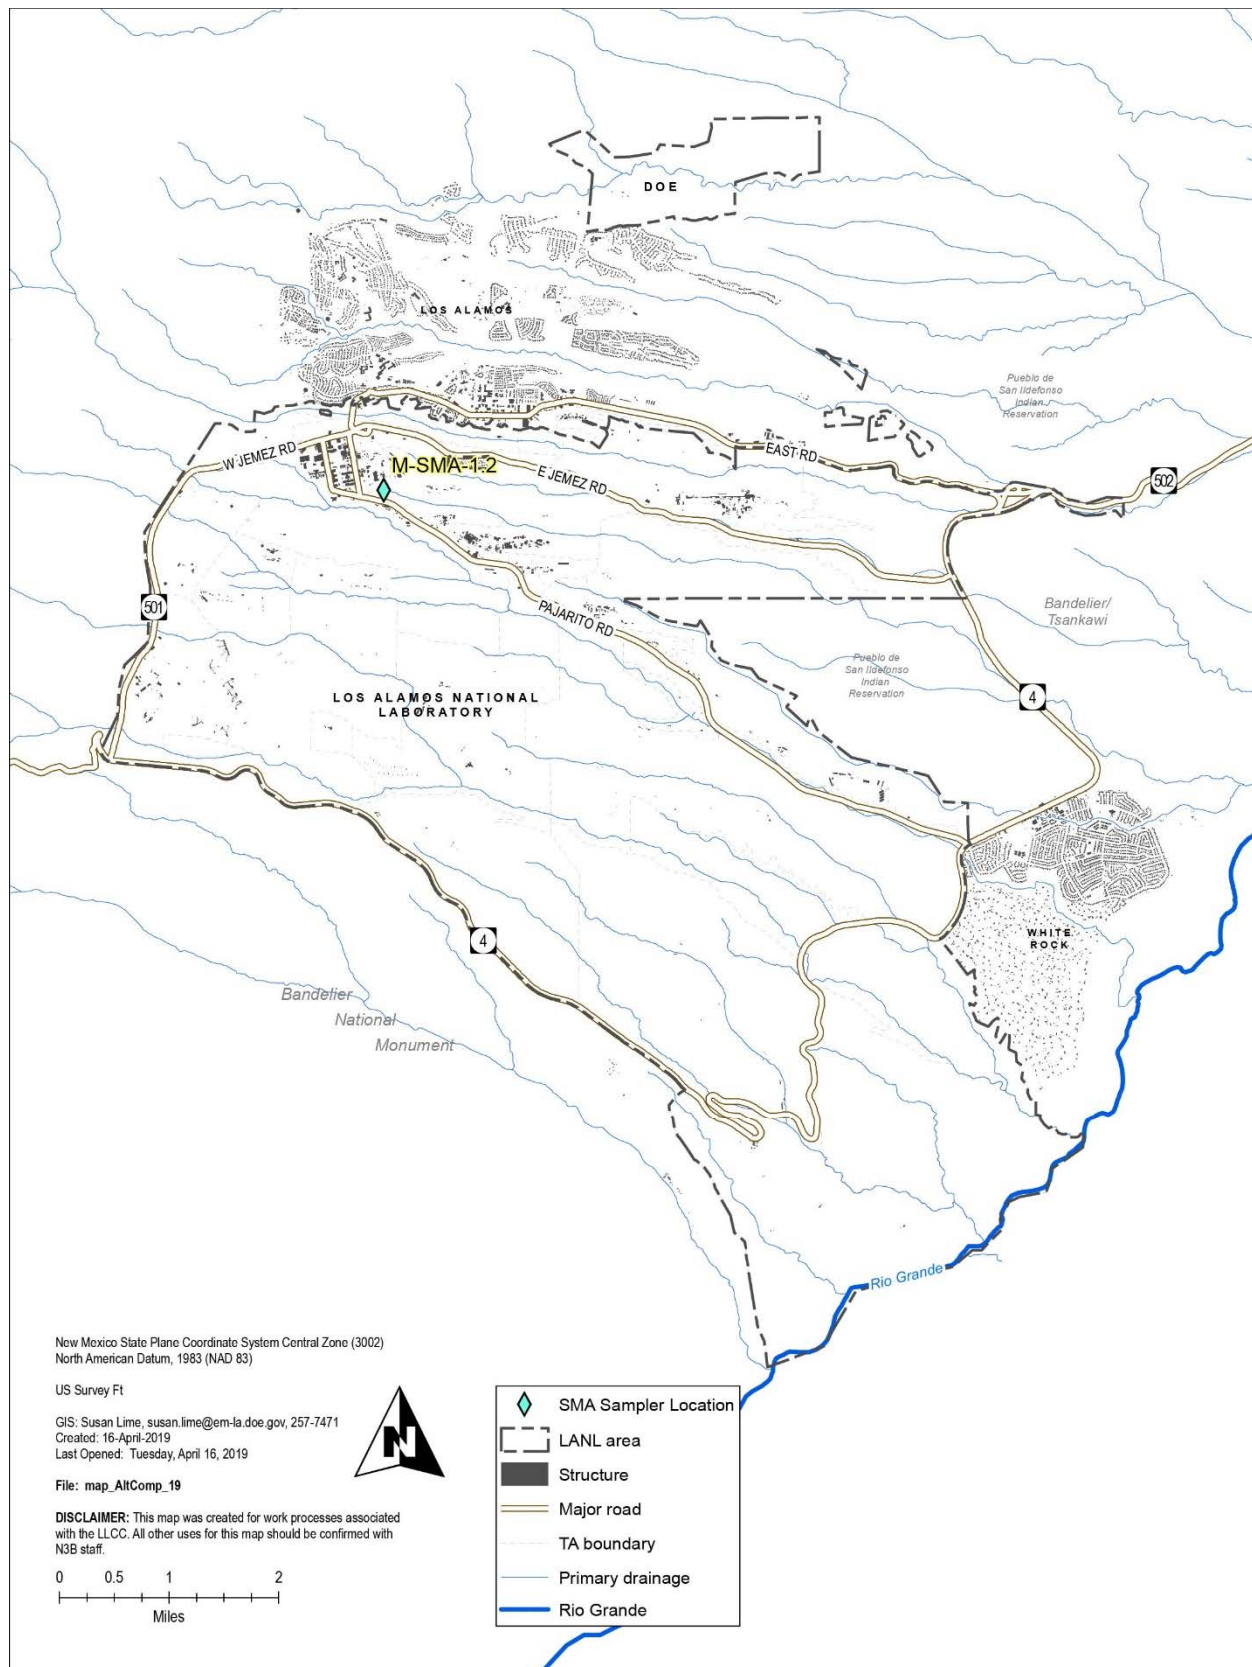 DOE
LOS ALAMOS
Pueblo de
San Ildefonso
Indian
Reservation
W JEMEZ RD
M-SMA-1.2
E JEMEZ RD
EAST RD
502
501
PAJARITO RD
Bandelier/
Tsankawi
Pueblo de
San Ildefonso
Indian
Reservation
4
LOS ALAMOS NATIONAL
LABORATORY
WHITE
ROCK
4
Bandelier
National
Monument
Rio Grande
New Mexico State Plane Coordinate System Central Zone (3002)
North American Datum, 1983 (NAD 83)
US Survey Ft
GIS: Susan Lime, susan.lime@em-la.doe.gov, 257-7471
Created: 16-April-2019
Last Opened: Tuesday, April 16, 2019
File: map_AltComp_19
DISCLAIMER: This map was created for work processes associated
with the LLCC. All other uses for this map should be confirmed with
N3B staff.
0 0.5 1 2
Miles
N
SMA Sampler Location
LANL area
Structure
Major road
TA boundary
Primary drainage
Rio Grande